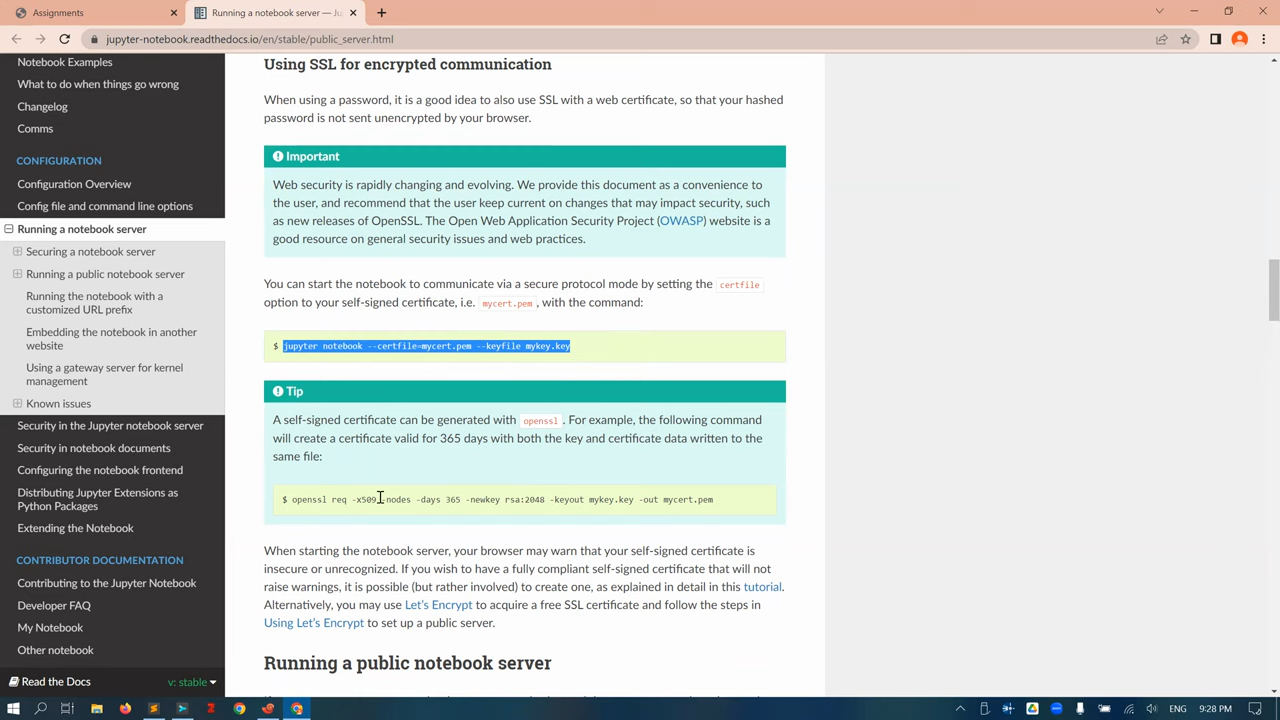 Assignments
Running a notebook server — Ju
jupyter-notebook.readthedocs.io/en/stable/public_server.html
Notebook Examples
What to do when things go wrong
Changelog
Comms
CONFIGURATION
Configuration Overview
Config file and command line options
Running a notebook server
Securing a notebook server
Running a public notebook server
Running the notebook with a
customized URL prefix
Embedding the notebook in another
website
Using a gateway server for kernel
management
Known issues
Security in the Jupyter notebook server
Security in notebook documents
Configuring the notebook frontend
Distributing Jupyter Extensions as
Python Packages
Extending the Notebook
CONTRIBUTOR DOCUMENTATION
Contributing to the Jupyter Notebook
Developer FAQ
My Notebook
Other notebook
Read the Docs
v: stable
Using SSL for encrypted communication
When using a password, it is a good idea to also use SSL with a web certificate, so that your hashed
password is not sent unencrypted by your browser.
Important
Web security is rapidly changing and evolving. We provide this document as a convenience to
the user, and recommend that the user keep current on changes that may impact security, such
as new releases of OpenSSL. The Open Web Application Security Project (OWASP) website is a
good resource on general security issues and web practices.
You can start the notebook to communicate via a secure protocol mode by setting the certfile
option to your self-signed certificate, i.e. mycert.pem , with the command:
$ jupyter notebook --certfile=mycert.pem --keyfile mykey.key
Tip
A self-signed certificate can be generated with openssl . For example, the following command
will create a certificate valid for 365 days with both the key and certificate data written to the
same file:
$ openssl req -x509 -nodes -days 365 -newkey rsa:2048 -keyout mykey.key -out mycert.pem
When starting the notebook server, your browser may warn that your self-signed certificate is
insecure or unrecognized. If you wish to have a fully compliant self-signed certificate that will not
raise warnings, it is possible (but rather involved) to create one, as explained in detail in this tutorial.
Alternatively, you may use Let's Encrypt to acquire a free SSL certificate and follow the steps in
Using Let's Encrypt to set up a public server.
Running a public notebook server
ENG
9:28 PM